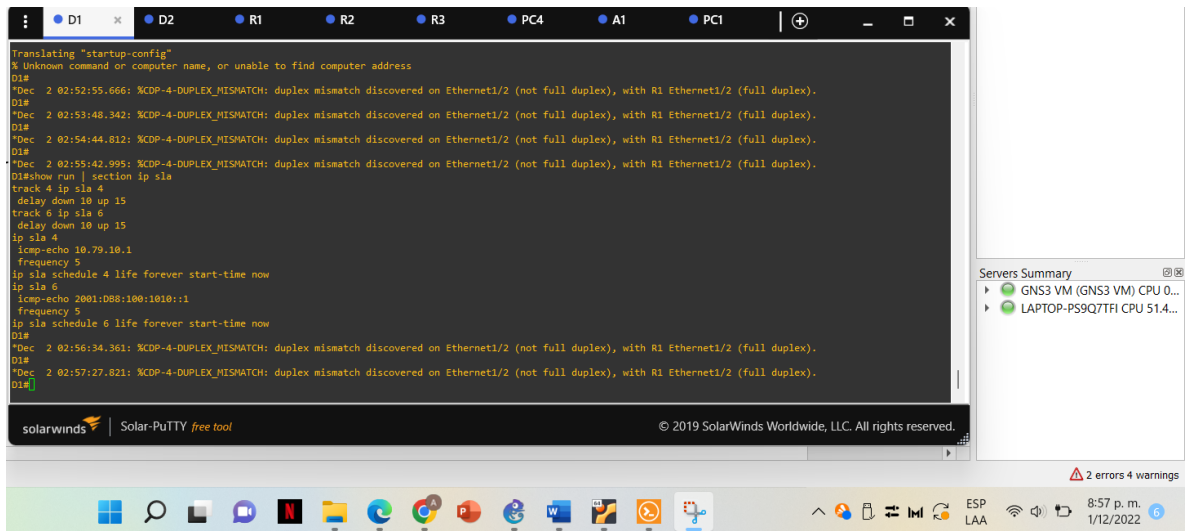 D1 × D2 R1 R2 R3 PC4 A1 PC1
Translating "startup-config"
% Unknown command or computer name, or unable to find computer address
D1#
*Dec  2 02:52:55.666: %CDP-4-DUPLEX_MISMATCH: duplex mismatch discovered on Ethernet1/2 (not full duplex), with R1 Ethernet1/2 (full duplex).
D1#
*Dec  2 02:53:48.342: %CDP-4-DUPLEX_MISMATCH: duplex mismatch discovered on Ethernet1/2 (not full duplex), with R1 Ethernet1/2 (full duplex).
D1#
*Dec  2 02:54:44.812: %CDP-4-DUPLEX_MISMATCH: duplex mismatch discovered on Ethernet1/2 (not full duplex), with R1 Ethernet1/2 (full duplex).
D1#
*Dec  2 02:55:42.995: %CDP-4-DUPLEX_MISMATCH: duplex mismatch discovered on Ethernet1/2 (not full duplex), with R1 Ethernet1/2 (full duplex).
D1#show run | section ip sla
track 4 ip sla 4
 delay down 10 up 15
track 6 ip sla 6
 delay down 10 up 15
ip sla 4
 icmp-echo 10.79.10.1
 frequency 5
ip sla schedule 4 life forever start-time now
ip sla 6
 icmp-echo 2001:DB8:100:1010::1
 frequency 5
ip sla schedule 6 life forever start-time now
D1#
*Dec  2 02:56:34.361: %CDP-4-DUPLEX_MISMATCH: duplex mismatch discovered on Ethernet1/2 (not full duplex), with R1 Ethernet1/2 (full duplex).
D1#
*Dec  2 02:57:27.821: %CDP-4-DUPLEX_MISMATCH: duplex mismatch discovered on Ethernet1/2 (not full duplex), with R1 Ethernet1/2 (full duplex).
D1#
solarwinds | Solar-PuTTY free tool © 2019 SolarWinds Worldwide, LLC. All rights reserved.
Servers Summary
GNS3 VM (GNS3 VM) CPU 0...
LAPTOP-PS9Q7TFI CPU 51.4...
2 errors 4 warnings
ESP
LAA
8:57 p. m.
1/12/2022
6